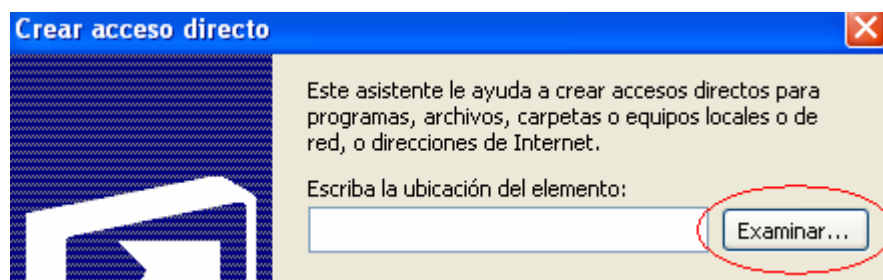 Crear acceso directo
Este asistente le ayuda a crear accesos directos para
programas, archivos, carpetas o equipos locales o de
red, o direcciones de Internet.
Escriba la ubicación del elemento:
Examinar...